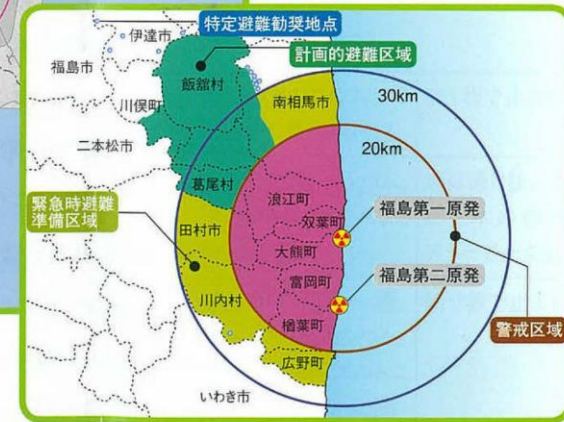 特定避難勧奨地点
伊達市
計画的避難区域
福島市
飯舘村
川俣町
南相馬市
30km
二本松市
20km
葛尾村
浪江町
緊急時避難
準備区域
福島第一原発
双葉町
田村市
大熊町
富岡町
福島第二原発
川内村
楢葉町
警戒区域
広野町
いわき市